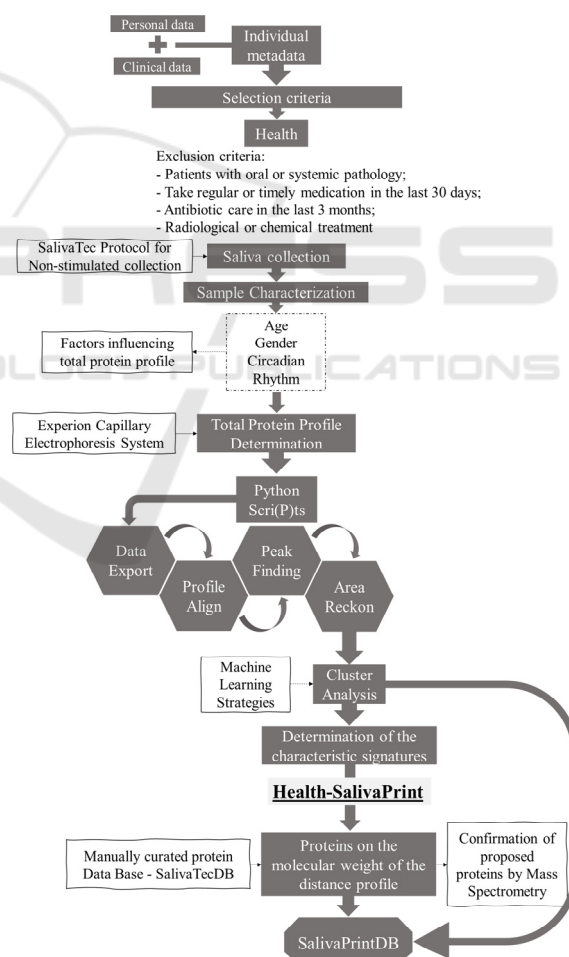 Personal data
Clinical data
Individual
metadata
Selection criteria
Health
Exclusion criteria:
- Patients with oral or systemic pathology;
- Take regular or timely medication in the last 30 days;
- Antibiotic care in the last 3 months;
- Radiological or chemical treatment
SalivaTec Protocol for
Non-stimulated collection
Saliva collection
Sample Characterization
Age
Gender
Circadian
Rhythm
Factors influencing
total protein profile
Experion Capillary
Electrophoresis System
Total Protein Profile
Determination
Python
Scri(P)ts
Data
Export
Profile
Align
Peak
Finding
Area
Reckon
Machine
Learning
Strategies
Cluster
Analysis
Determination of the
characteristic signatures
Health-SalivaPrint
Manually curated protein
Data Base - SalivaTecDB
Proteins on the
molecular weight of the
distance profile
Confirmation of
proposed
proteins by Mass
Spectrometry
SalivaPrintDB
PUBLICATIONS